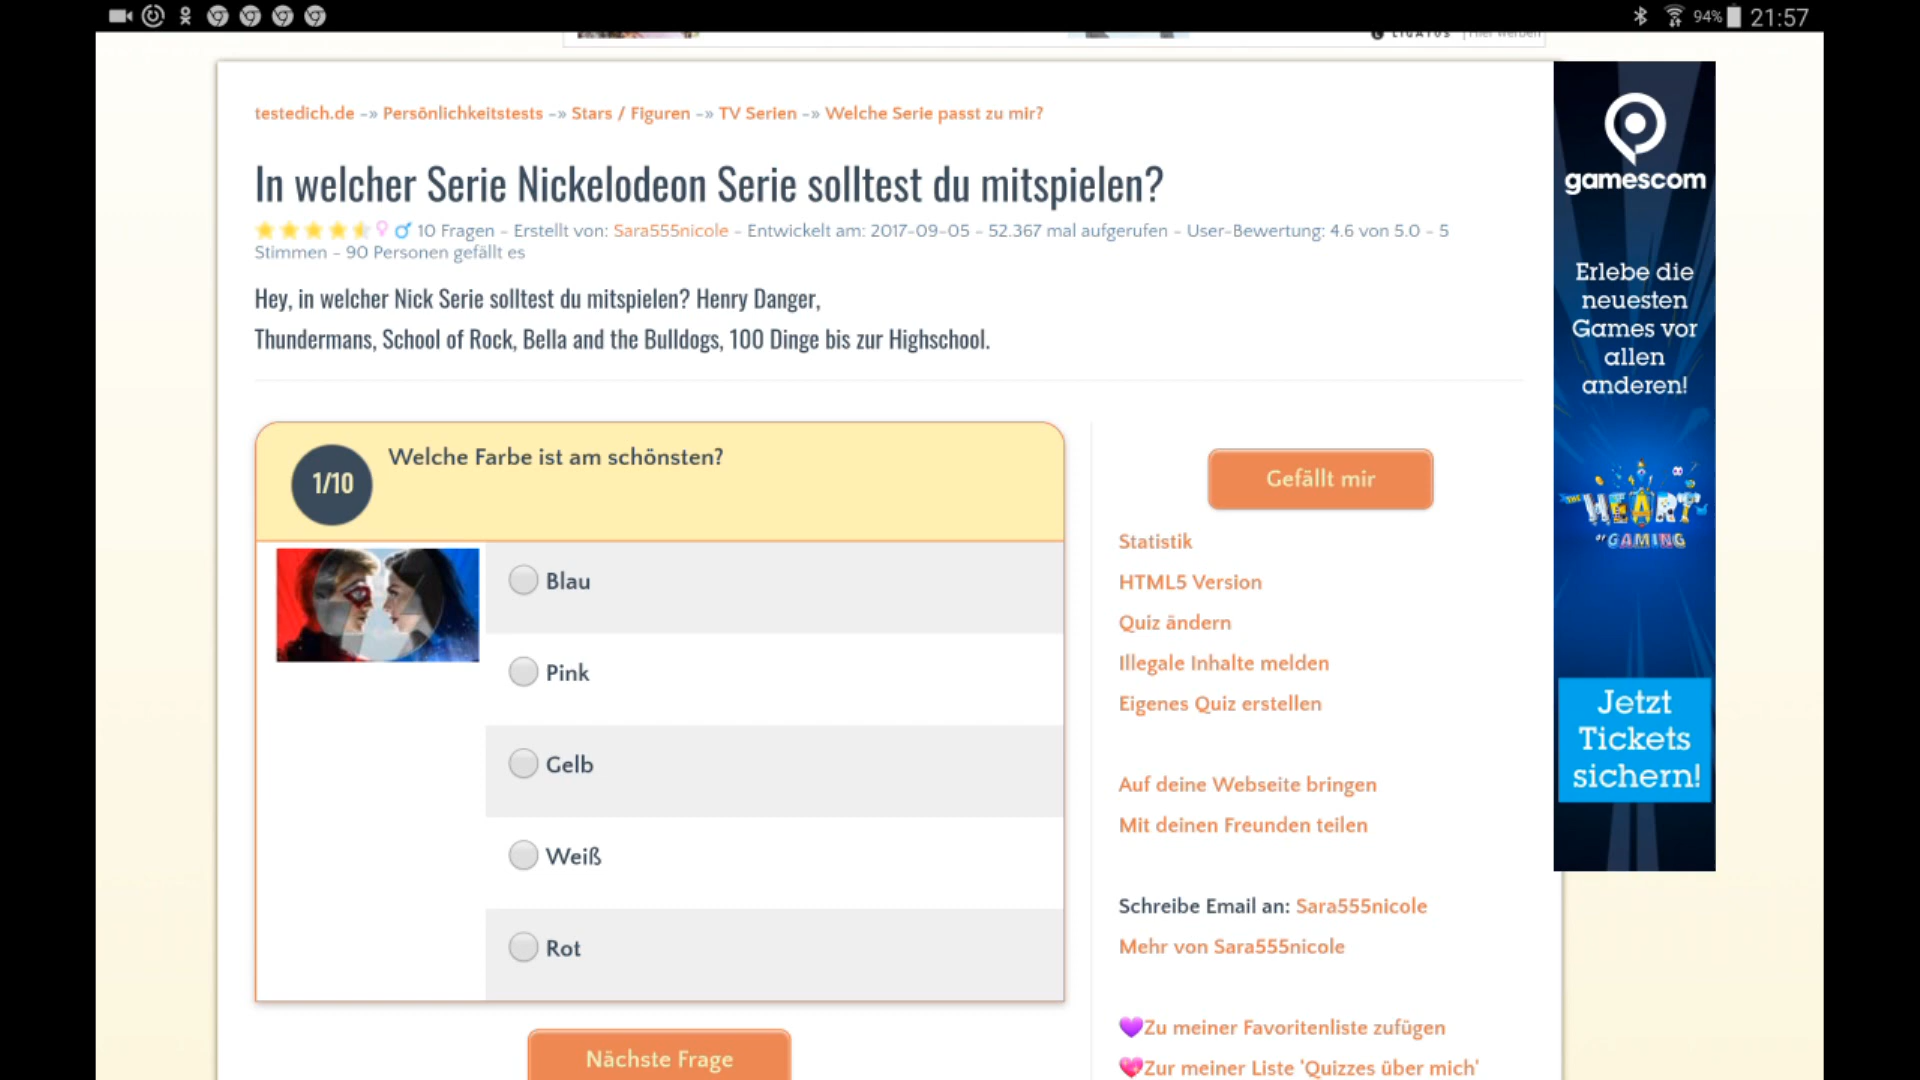 94% 21:57
LIGATUS | Hier werben
testedich.de -» Persönlichkeitstests -» Stars / Figuren -» TV Serien -» Welche Serie passt zu mir?
In welcher Serie Nickelodeon Serie solltest du mitspielen?
10 Fragen - Erstellt von: Sara555nicole - Entwickelt am: 2017-09-05 - 52.367 mal aufgerufen - User-Bewertung: 4.6 von 5.0 - 5
Stimmen - 90 Personen gefällt es
Hey, in welcher Nick Serie solltest du mitspielen? Henry Danger,
Thundermans, School of Rock, Bella and the Bulldogs, 100 Dinge bis zur Highschool.
1/10
Welche Farbe ist am schönsten?
Blau
Pink
Gelb
Weiß
Rot
Nächste Frage
Gefällt mir
Statistik
HTML5 Version
Quiz ändern
Illegale Inhalte melden
Eigenes Quiz erstellen
Auf deine Webseite bringen
Mit deinen Freunden teilen
Schreibe Email an: Sara555nicole
Mehr von Sara555nicole
💜Zu meiner Favoritenliste zufügen
💖Zur meiner Liste 'Quizzes über mich'
gamescom
Erlebe die
neuesten
Games vor
allen
anderen!
THE
HEART
OF GAMING
Jetzt
Tickets
sichern!